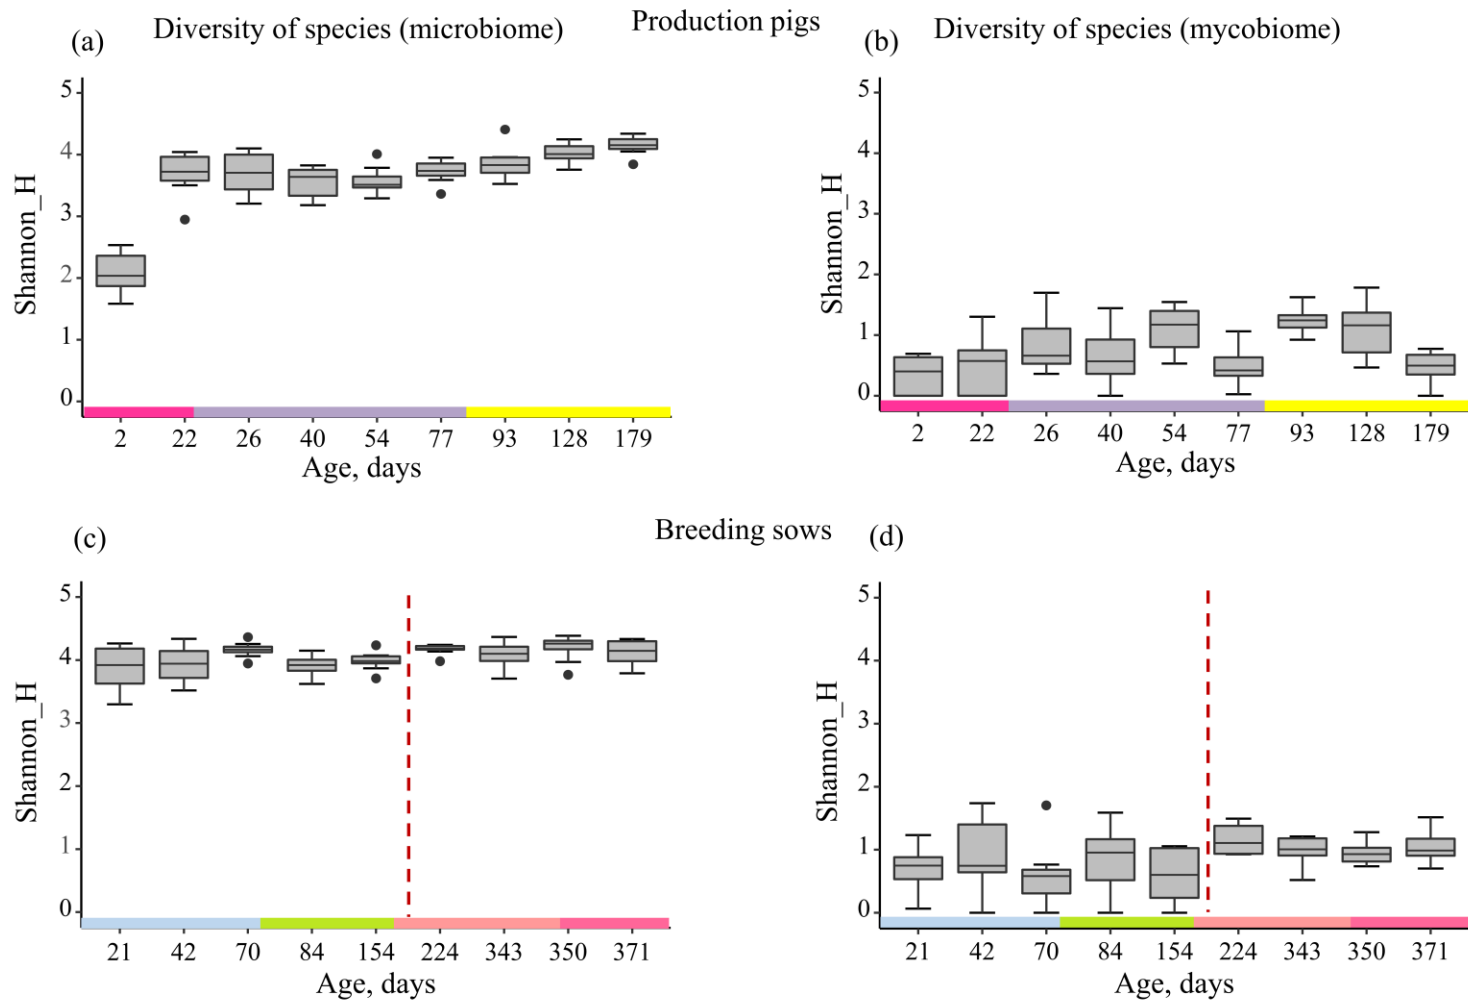 Production pigs
(a) Diversity of species (microbiome)
5
4
3
2
1
0
Shannon_H
2 22 26 40 54 77 93 128 179
Age, days
(b) Diversity of species (mycobiome)
5
4
3
2
1
0
Shannon_H
2 22 26 40 54 77 93 128 179
Age, days
Breeding sows
(c)
5
4
3
2
1
0
Shannon_H
21 42 70 84 154 224 343 350 371
Age, days
(d)
5
4
3
2
1
0
Shannon_H
21 42 70 84 154 224 343 350 371
Age, days